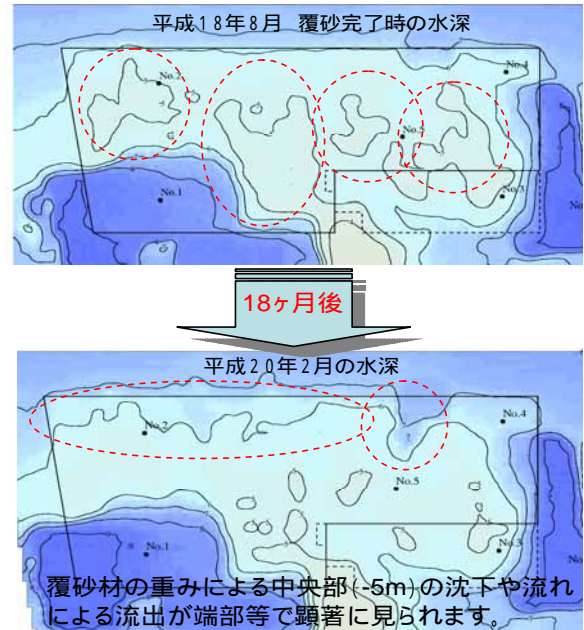 平成18年8月 覆砂完了時の水深
No.4
No.2
No.1
No.3
18ヶ月後
平成20年2月の水深
No.4
No.2
No.5
No.1
No.3
覆砂材の重みによる中央部(-5m)の沈下や流れ
による流出が端部等で顕著に見られます。